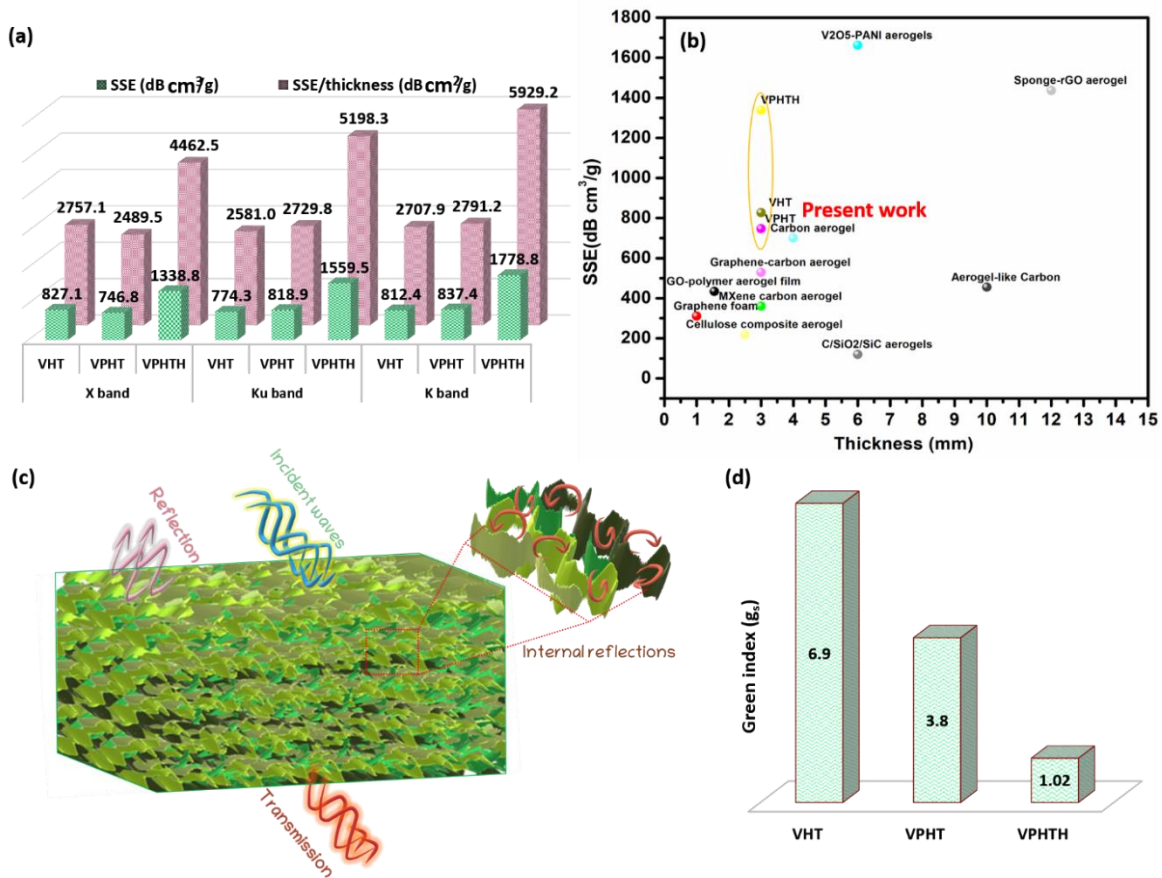 (a)
SSE (dB cm³/g)
SSE/thickness (dB cm²/g)
5929.2
5198.3
4462.5
2757.1
2489.5
2581.0
2729.8
2707.9
2791.2
1338.8
1559.5
1778.8
827.1
746.8
774.3
818.9
812.4
837.4
VHT
VPHT
VPHTH
VHT
VPHT
VPHTH
VHT
VPHT
VPHTH
X band
Ku band
K band
(b)
SSE(dB cm³/g)
1800
1600
1400
1200
1000
800
600
400
200
0
V2O5-PANI aerogels
Sponge-rGO aerogel
VPHTH
VHT
Present work
VPHT
Carbon aerogel
Graphene-carbon aerogel
GO-polymer aerogel film
Aerogel-like Carbon
MXene carbon aerogel
Graphene foam
Cellulose composite aerogel
C/SiO2/SiC aerogels
0
1
2
3
4
5
6
7
8
9
10
11
12
13
14
15
Thickness (mm)
(c)
Reflection
Incident waves
Internal reflections
Transmission
(d)
Green index (gₛ)
6.9
3.8
1.02
VHT
VPHT
VPHTH